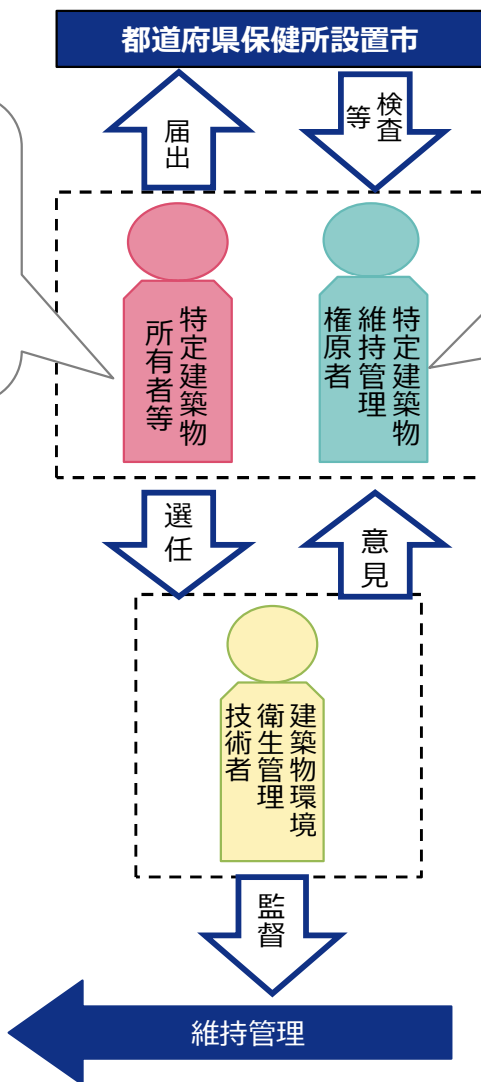 都道府県保健所設置市
届出
検査
等
特定建築物
所有者等
特定建築物
維持管理
権原者
選任
意見
建築物環境
衛生管理
技術者
監督
維持管理